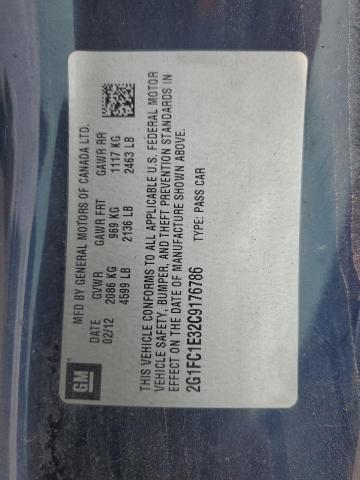 MFD BY GENERAL MOTORS OF CANADA LTD.
DATE GVWR GAWR FRT GAWR RR
02/12 2086 KG 969 KG 1117 KG
4599 LB 2136 LB 2463 LB
THIS VEHICLE CONFORMS TO ALL APPLICABLE U.S. FEDERAL MOTOR
VEHICLE SAFETY, BUMPER, AND THEFT PREVENTION STANDARDS IN
EFFECT ON THE DATE OF MANUFACTURE SHOWN ABOVE.
2G1FC1E32C9176786 TYPE: PASS CAR
GM